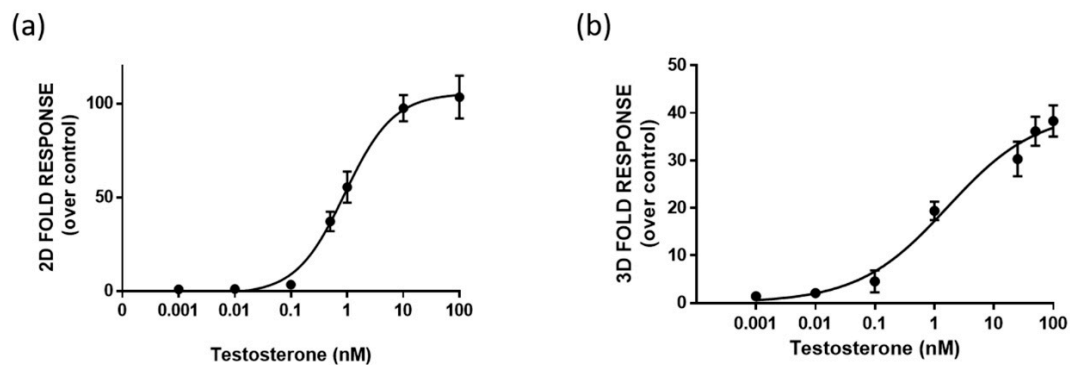 (a)
2D FOLD RESPONSE
(over control)
100
50
0
0 0.001 0.01 0.1 1 10 100
Testosterone (nM)
(b)
3D FOLD RESPONSE
(over control)
50
40
30
20
10
0
0.001 0.01 0.1 1 10 100
Testosterone (nM)